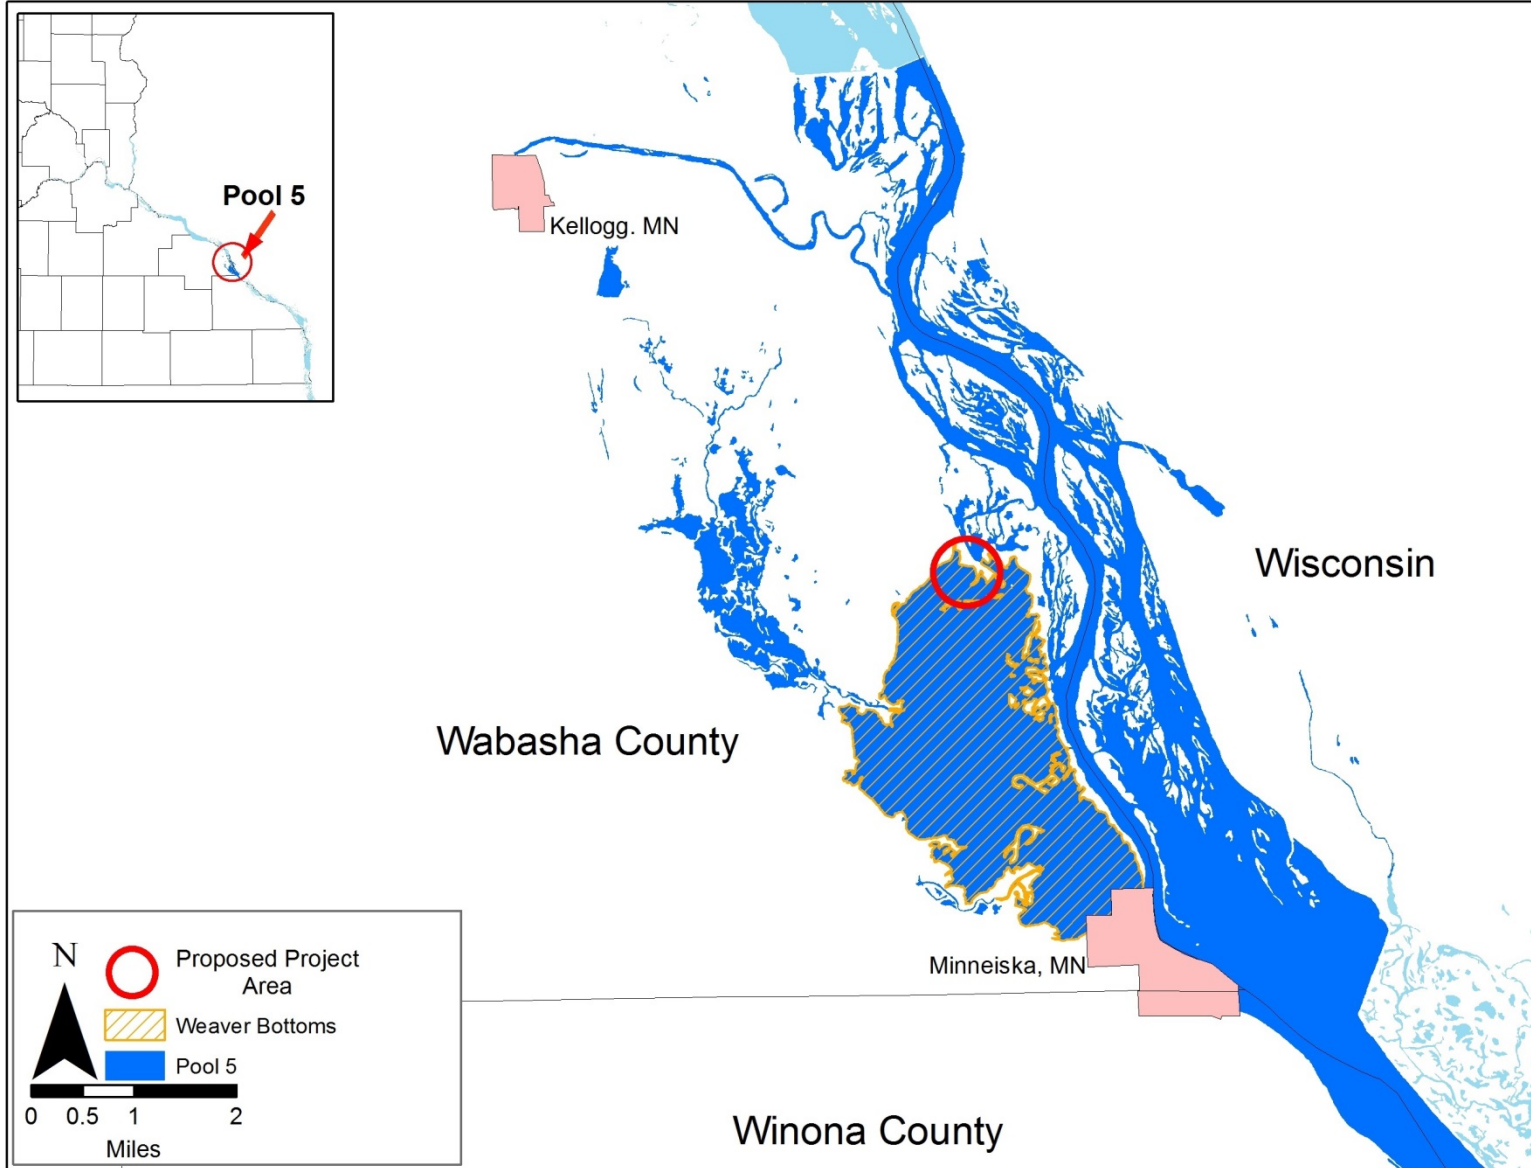 Pool 5
Kellogg. MN
Wisconsin
Wabasha County
Minneiska, MN
N
Proposed Project
Area
Weaver Bottoms
Pool 5
0 0.5 1 2
Miles
Winona County